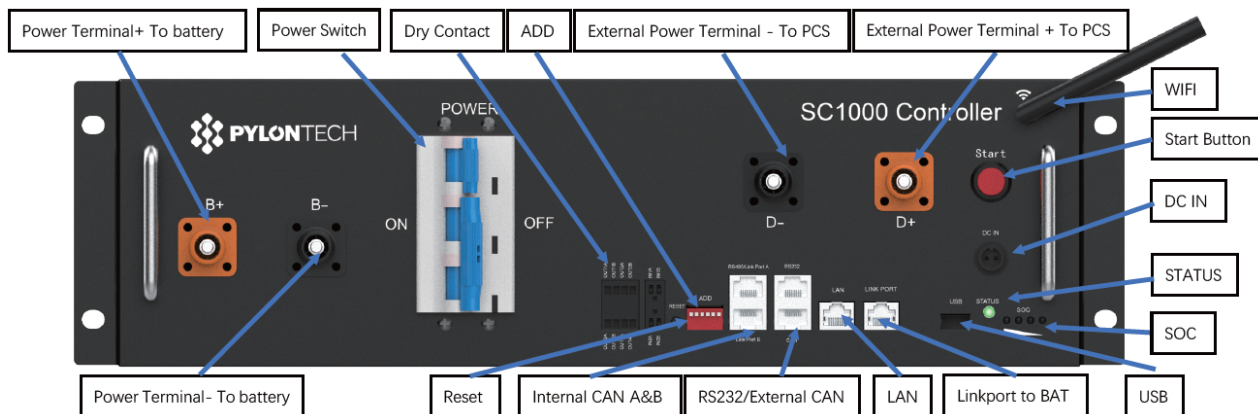 Power Terminal+ To battery
Power Switch
Dry Contact
ADD
External Power Terminal - To PCS
External Power Terminal + To PCS
WIFI
Start Button
DC IN
STATUS
SOC
USB
PYLONTECH
POWER
SC1000 Controller
Start
B+
B-
ON
OFF
D-
D+
DC IN
RS485/Link Port A
RS232
RESET
ADD
LAN
LINK PORT
USB
STATUS
SOC
Link Port B
Power Terminal- To battery
Reset
Internal CAN A&B
RS232/External CAN
LAN
Linkport to BAT